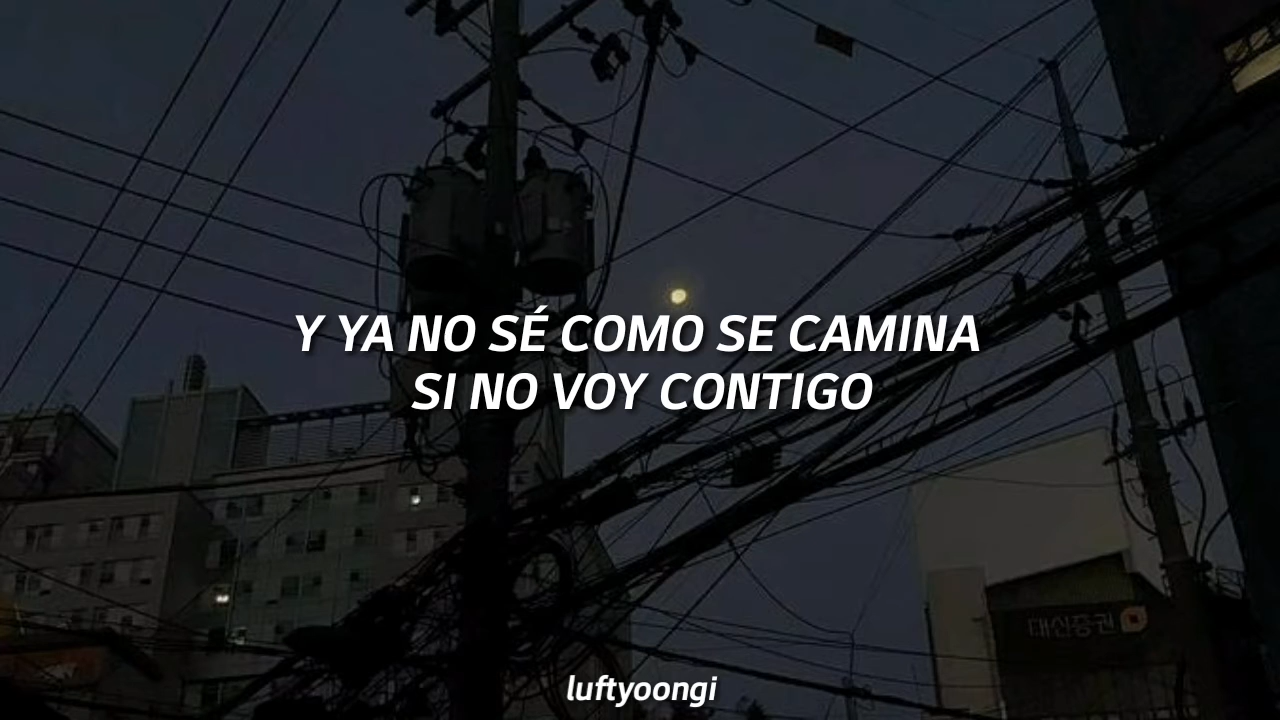 Y YA NO SÉ COMO SE CAMINA
SI NO VOY CONTIGO
대신증권
luftyoongi